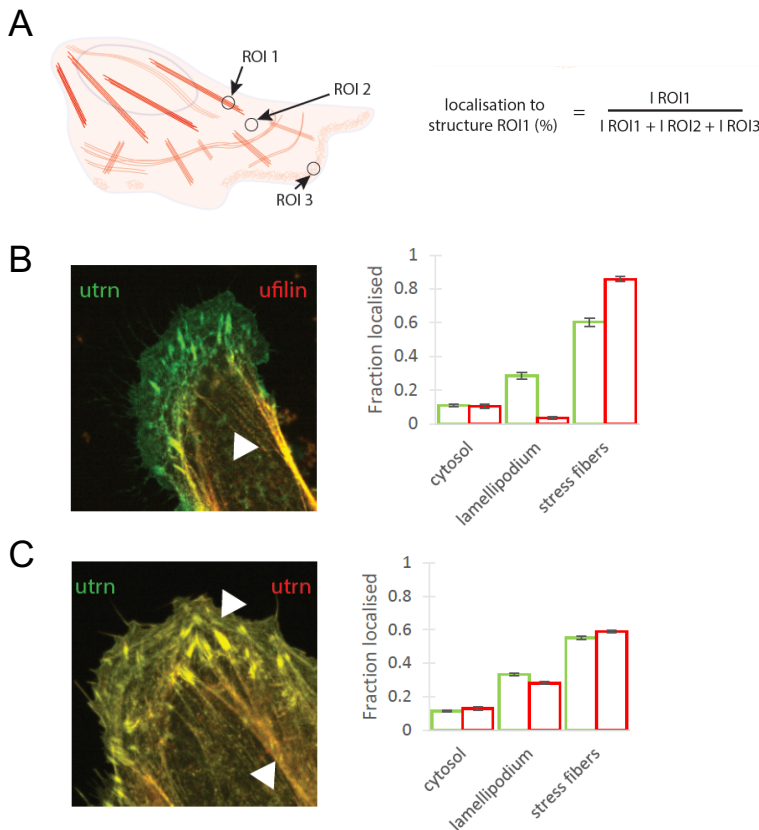 A
ROI 1
ROI 2
ROI 3
localisation to
structure ROI1 (%)
=
I ROI1
I ROI1 + I ROI2 + I ROI3
B
utrn
ufilin
Fraction localised
1
0.8
0.6
0.4
0.2
0
cytosol
lamellipodium
stress fibers
C
utrn
utrn
Fraction localised
1
0.8
0.6
0.4
0.2
0
cytosol
lamellipodium
stress fibers